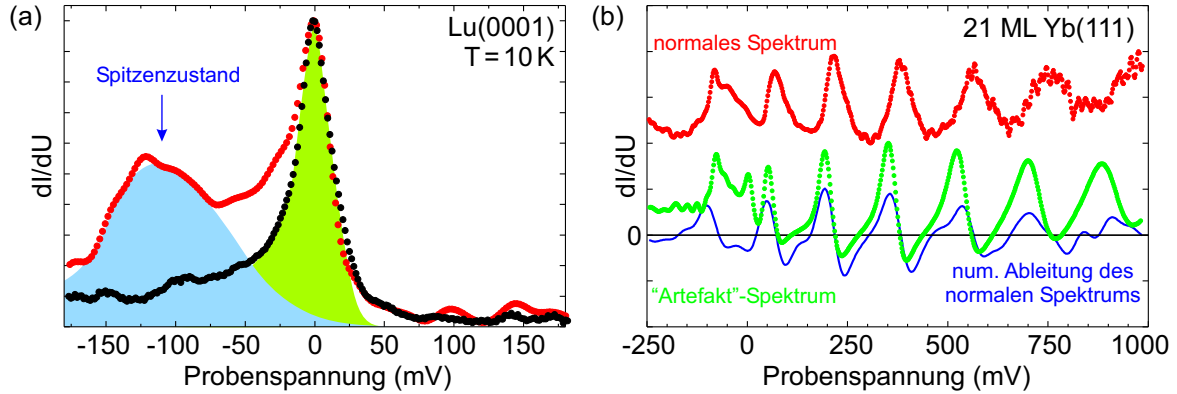 (a)
Lu(0001)
T = 10 K
Spitzenzustand
dI/dU
-150
-100
-50
0
50
100
150
Probenspannung (mV)
(b)
21 ML Yb(111)
normales Spektrum
dI/dU
0
"Artefakt"-Spektrum
num. Ableitung des
normalen Spektrums
-250
0
250
500
750
1000
Probenspannung (mV)